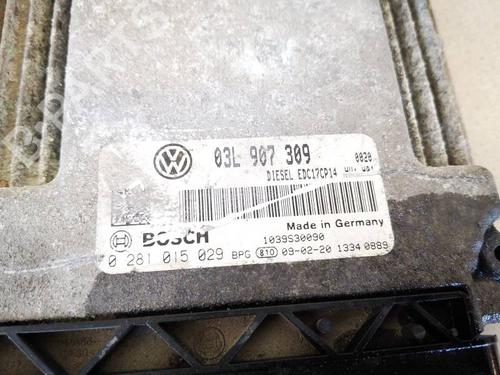 03L 907 309
0020
DIESEL EDC17CP14
Made in Germany
BOSCH
1039S30090
0 281 015 029 BPG 810 09-02-20 1334 0889